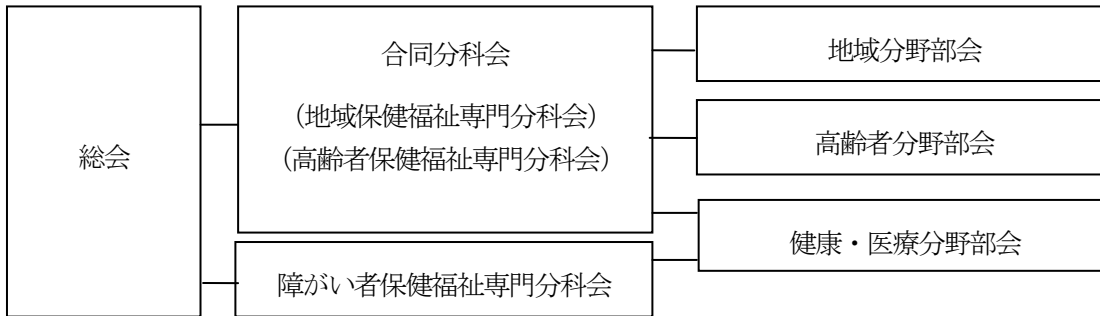 総会
合同分科会
（地域保健福祉専門分科会）
（高齢者保健福祉専門分科会）
障がい者保健福祉専門分科会
地域分野部会
高齢者分野部会
健康・医療分野部会